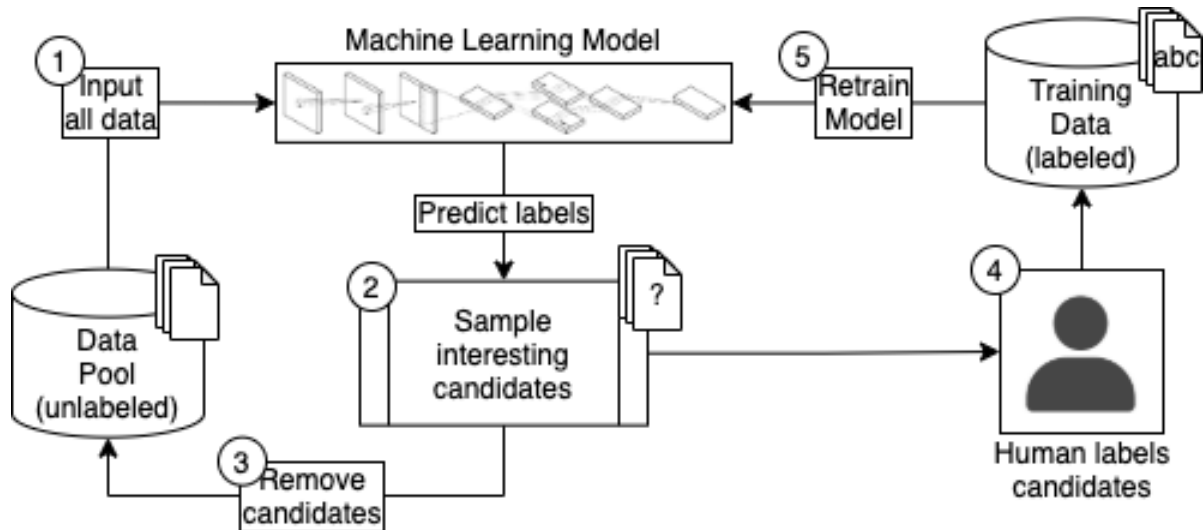 Machine Learning Model
1
Input
all data
5
Retrain
Model
abc
Training
Data
(labeled)
Predict labels
2
?
Sample
interesting
candidates
4
Data
Pool
(unlabeled)
3
Remove
candidates
Human labels
candidates